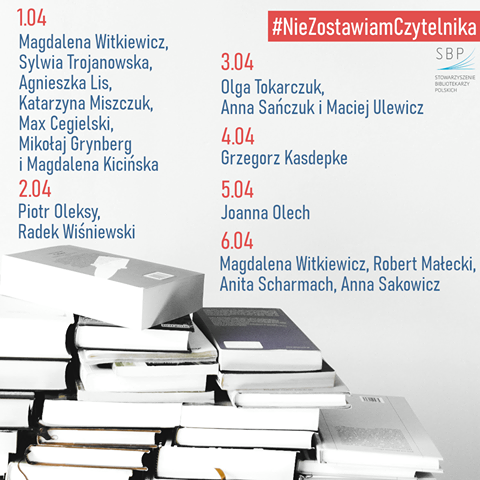 #NieZostawiamCzytelnika
SBP
STOWARZYSZENIE
BIBLIOTEKARZY
POLSKICH
1.04
Magdalena Witkiewicz,
Sylwia Trojanowska,
Agnieszka Lis,
Katarzyna Miszczuk,
Max Cegielski,
Mikołaj Grynberg
i Magdalena Kicińska
2.04
Piotr Oleksy,
Radek Wiśniewski
3.04
Olga Tokarczuk,
Anna Sańczuk i Maciej Ulewicz
4.04
Grzegorz Kasdepke
5.04
Joanna Olech
6.04
Magdalena Witkiewicz, Robert Małecki,
Anita Scharmach, Anna Sakowicz